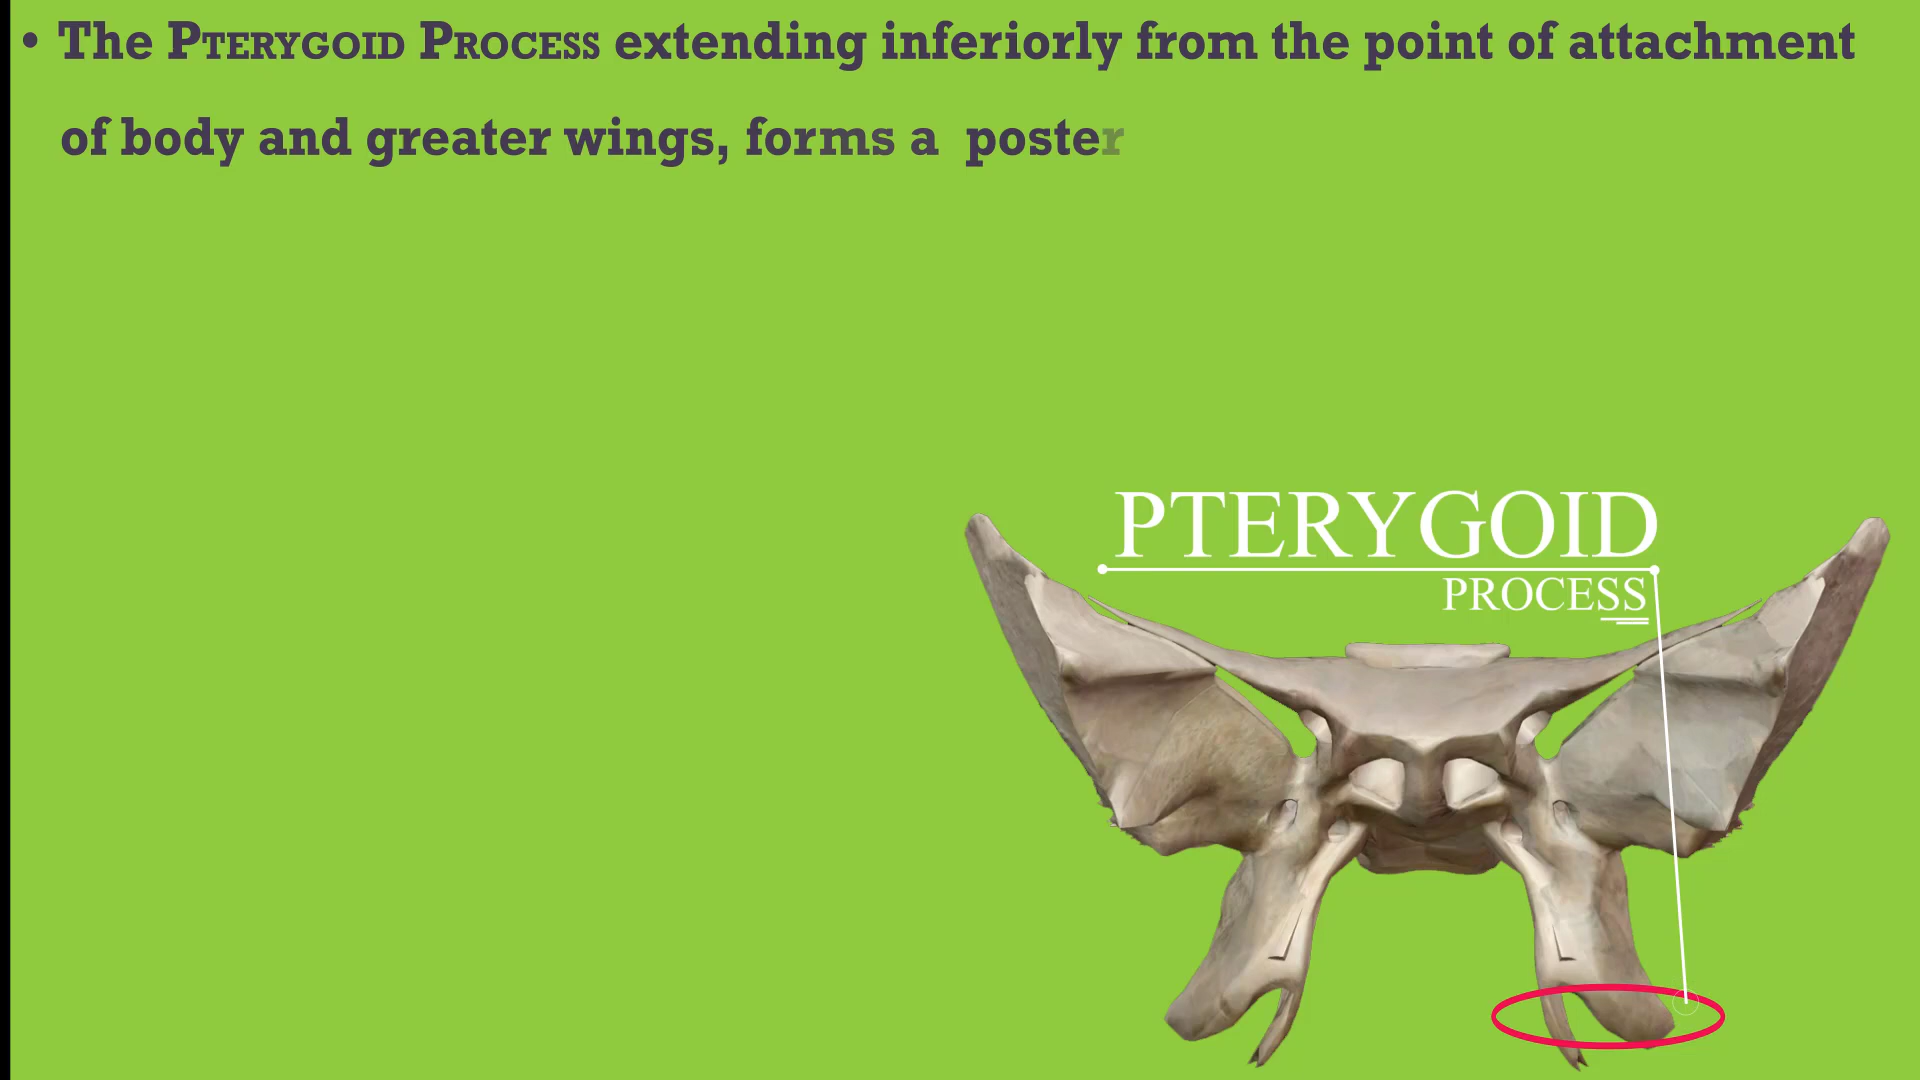 • The Pterygoid Process extending inferiorly from the point of attachment
of body and greater wings, forms a poster
PTERYGOID
PROCESS